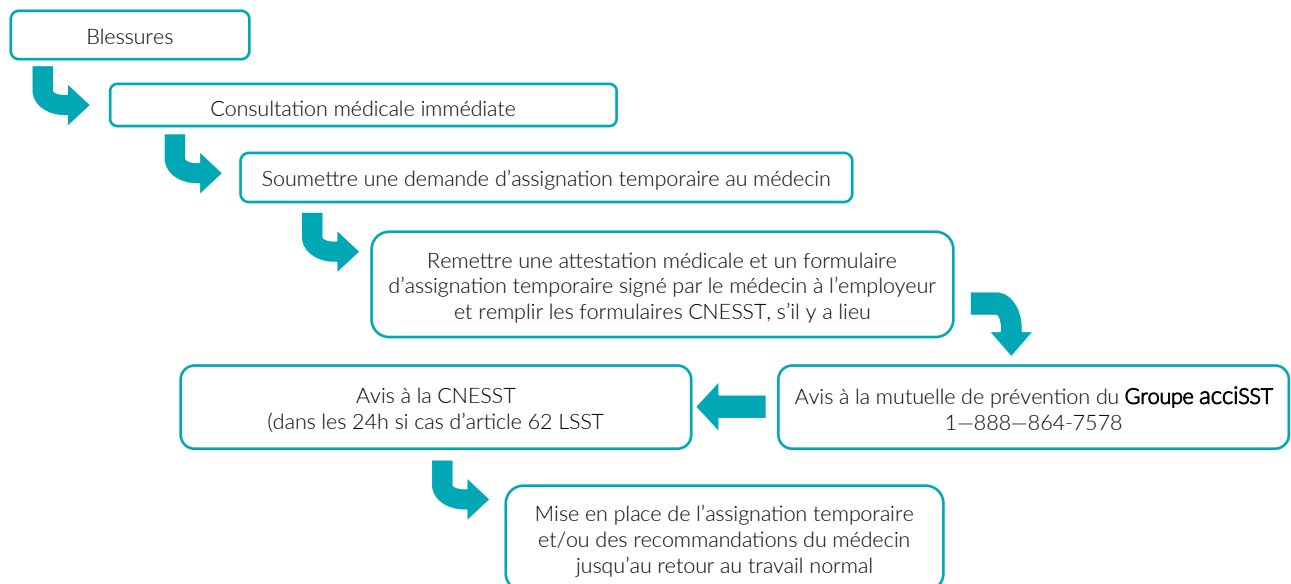 Blessures
Consultation médicale immédiate
Soumettre une demande d'assignation temporaire au médecin
Remettre une attestation médicale et un formulaire
d'assignation temporaire signé par le médecin à l'employeur
et remplir les formulaires CNESST, s'il y a lieu
Avis à la mutuelle de prévention du Groupe acciSST
1—888—864-7578
Avis à la CNESST
(dans les 24h si cas d'article 62 LSST
Mise en place de l'assignation temporaire
et/ou des recommandations du médecin
jusqu'au retour au travail normal